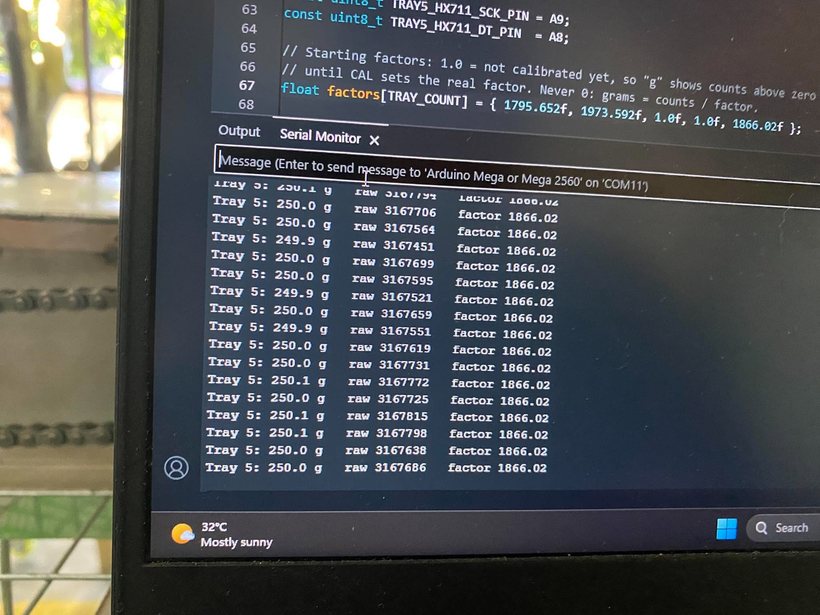 63
const uint8_t TRAY5_HX711_SCK_PIN = A9;
64 const uint8_t TRAY5_HX711_DT_PIN = A8;
65
66 // Starting factors: 1.0 = not calibrated yet, so "g" shows counts above zero
67 // until CAL sets the real factor. Never 0: grams = counts / factor.
68 float factors[TRAY_COUNT] = { 1795.652f, 1973.592f, 1.0f, 1.0f, 1866.02f };
Output Serial Monitor ×
Message (Enter to send message to 'Arduino Mega or Mega 2560' on 'COM11')
Tray 5: 250.1 g raw 3167794 factor 1866.02
Tray 5: 250.0 g raw 3167706 factor 1866.02
Tray 5: 250.0 g raw 3167564 factor 1866.02
Tray 5: 249.9 g raw 3167451 factor 1866.02
Tray 5: 250.0 g raw 3167699 factor 1866.02
Tray 5: 250.0 g raw 3167595 factor 1866.02
Tray 5: 249.9 g raw 3167521 factor 1866.02
Tray 5: 250.0 g raw 3167659 factor 1866.02
Tray 5: 249.9 g raw 3167551 factor 1866.02
Tray 5: 250.0 g raw 3167619 factor 1866.02
Tray 5: 250.0 g raw 3167731 factor 1866.02
Tray 5: 250.1 g raw 3167772 factor 1866.02
Tray 5: 250.0 g raw 3167725 factor 1866.02
Tray 5: 250.1 g raw 3167815 factor 1866.02
Tray 5: 250.1 g raw 3167798 factor 1866.02
Tray 5: 250.0 g raw 3167638 factor 1866.02
Tray 5: 250.0 g raw 3167686 factor 1866.02
32°C
Mostly sunny
Search